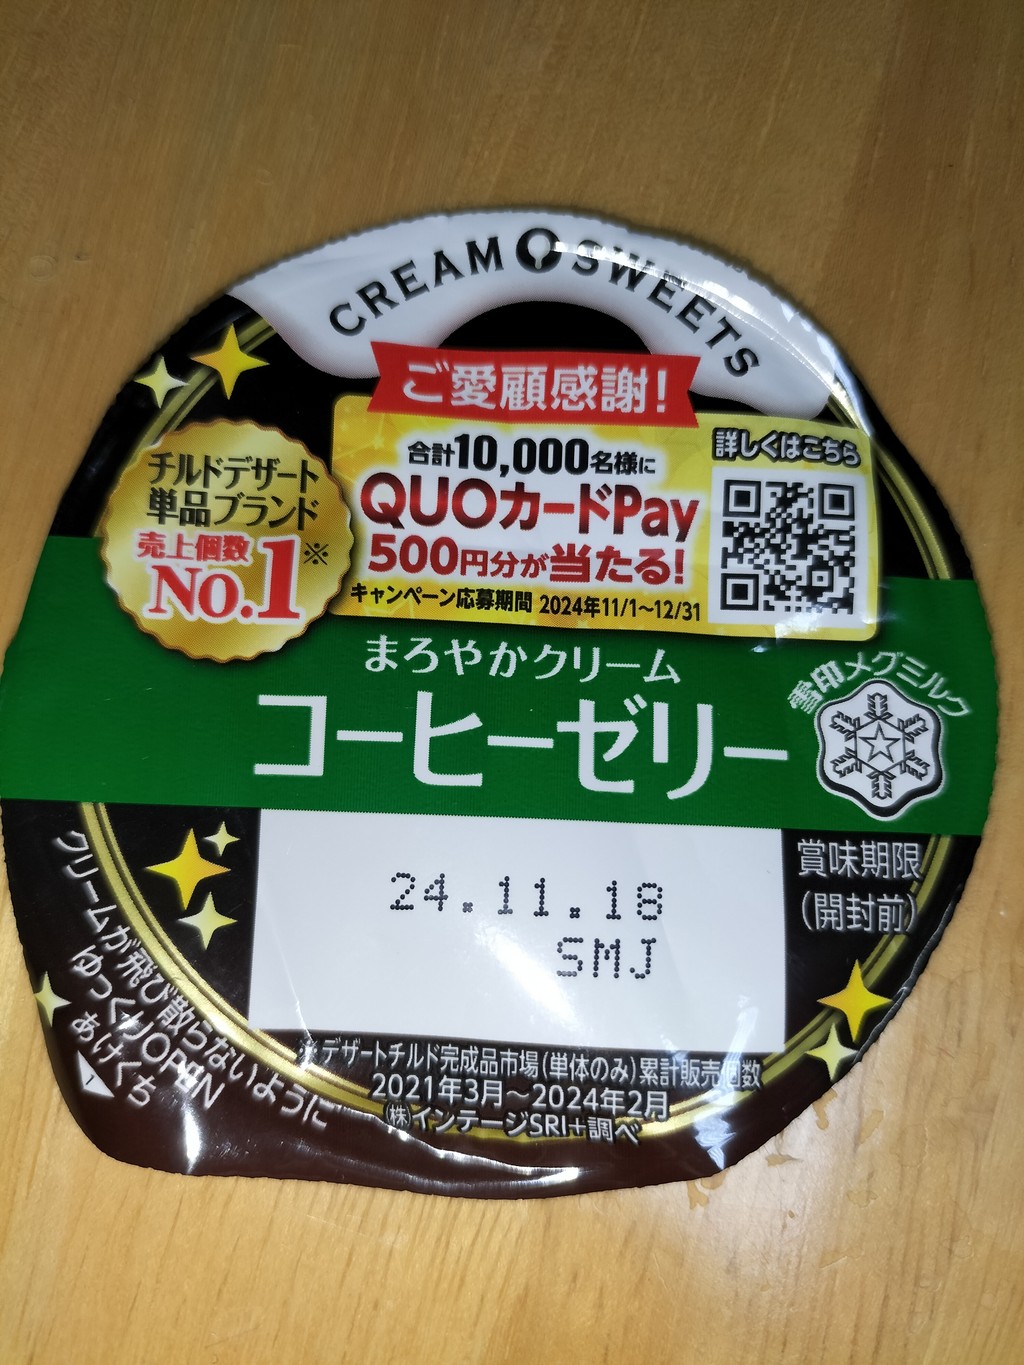 CREAM SWEETS
ご愛顧感謝!
合計10,000名様に
QUOカードPay
500円分が当たる!
キャンペーン応募期間 2024年11/1~12/31
詳しくはこちら
チルドデザート
単品ブランド
売上個数
No.1※
まろやかクリーム
コーヒーゼリー
雪印メグミルク
24.11.18
SMJ
賞味期限
(開封前)
クリームが飛び散らないように
ゆっくりOPEN
あけくち
※デザートチルド完成品市場(単体のみ)累計販売個数
2021年3月~2024年2月
㈱インテージSRI+調べ